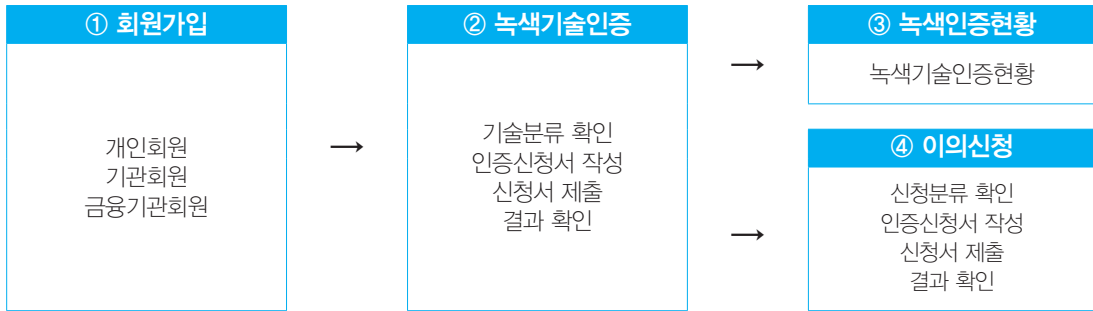 ① 회원가입
개인회원
기관회원
금융기관회원
→
② 녹색기술인증
기술분류 확인
인증신청서 작성
신청서 제출
결과 확인
→
③ 녹색인증현황
녹색기술인증현황
→
④ 이의신청
신청분류 확인
인증신청서 작성
신청서 제출
결과 확인